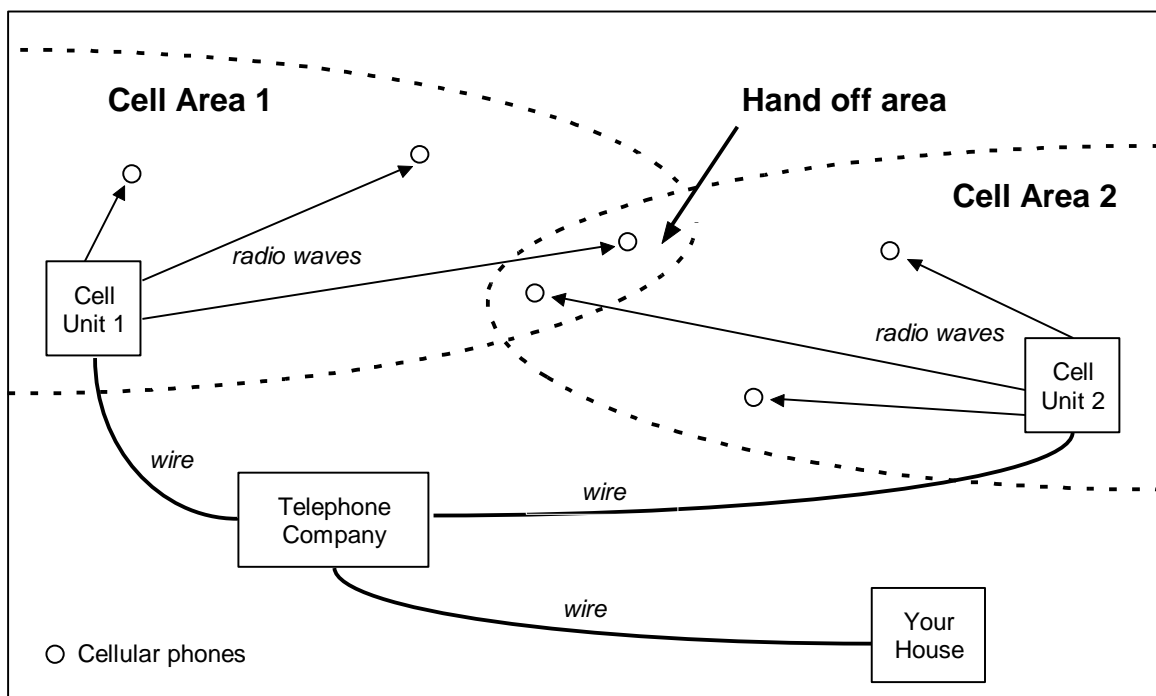 Cell Area 1
Hand off area
Cell Area 2
radio waves
Cell
Unit 1
radio waves
Cell
Unit 2
wire
wire
Telephone
Company
wire
Your
House
Cellular phones